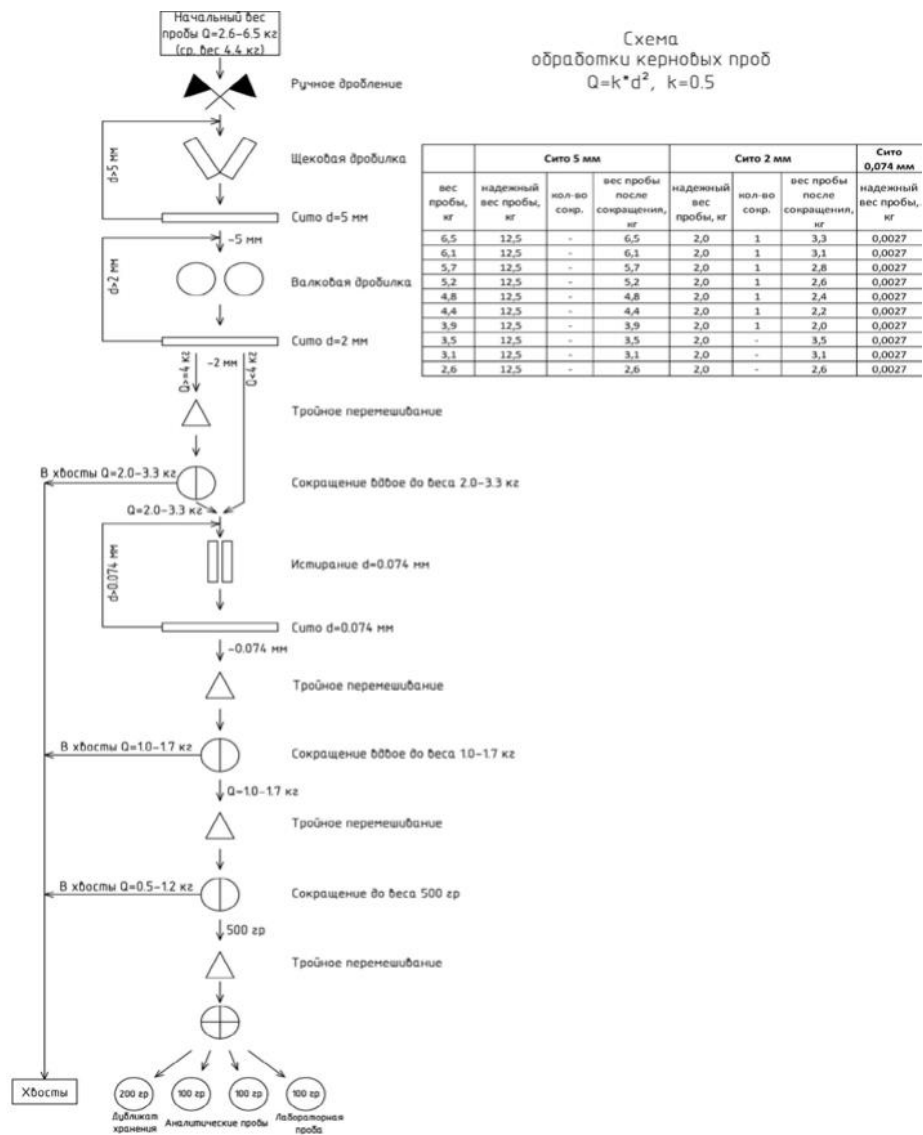 Начальный вес
пробы Q=2.6-6.5 кг
(ср. вес 4.4 кг)
Схема
обработки керновых проб
Q=k*d², k=0.5
Ручное дробление
d>5 мм
Щековая дробилка
Сито d=5 мм
-5 мм
d>2 мм
Валковая дробилка
Сито d=2 мм
Q>=4 кг
-2 мм
Q<4 кг
Тройное перемешивание
В хвосты Q=2.0-3.3 кг
Сокращение вдвое до веса 2.0-3.3 кг
Q=2.0-3.3 кг
d>0.074 мм
Истирание d=0.074 мм
Сито d=0.074 мм
-0.074 мм
Тройное перемешивание
В хвосты Q=1.0-1.7 кг
Сокращение вдвое до веса 1.0-1.7 кг
Q=1.0-1.7 кг
Тройное перемешивание
В хвосты Q=0.5-1.2 кг
Сокращение до веса 500 гр
500 гр
Тройное перемешивание
Хвосты
200 гр 100 гр 100 гр 100 гр
Дубликат хранения
Аналитические пробы
Лабораторная проба
Сито 5 мм Сито 2 мм Сито 0,074 мм
вес пробы, кг надежный вес пробы, кг кол-во сокр. вес пробы после сокращения, кг надежный вес пробы, кг кол-во сокр. вес пробы после сокращения, кг надежный вес пробы, кг
6,5 12,5 - 6,5 2,0 1 3,3 0,0027
6,1 12,5 - 6,1 2,0 1 3,1 0,0027
5,7 12,5 - 5,7 2,0 1 2,8 0,0027
5,2 12,5 - 5,2 2,0 1 2,6 0,0027
4,8 12,5 - 4,8 2,0 1 2,4 0,0027
4,4 12,5 - 4,4 2,0 1 2,2 0,0027
3,9 12,5 - 3,9 2,0 1 2,0 0,0027
3,5 12,5 - 3,5 2,0 - 3,5 0,0027
3,1 12,5 - 3,1 2,0 - 3,1 0,0027
2,6 12,5 - 2,6 2,0 - 2,6 0,0027